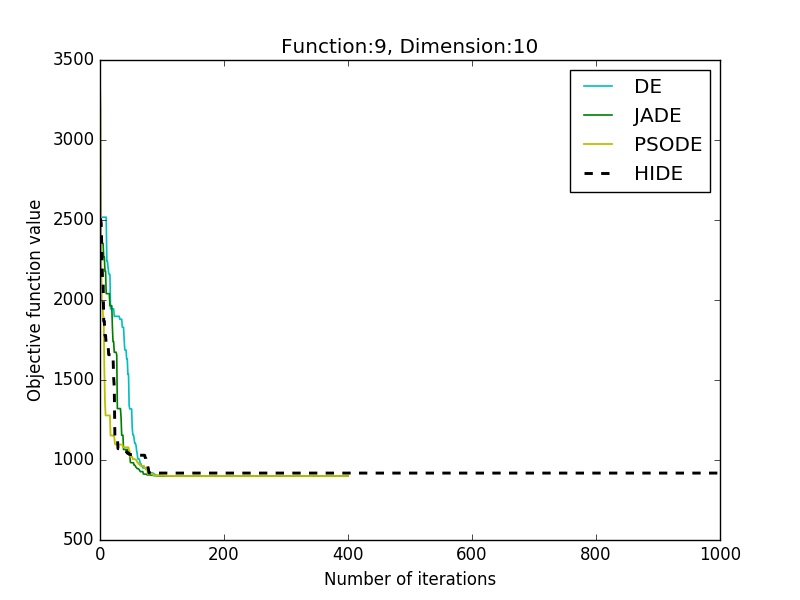 Function:9, Dimension:10
3500
3000
2500
2000
1500
1000
500
Objective function value
DE
JADE
PSODE
HIDE
0 200 400 600 800 1000
Number of iterations